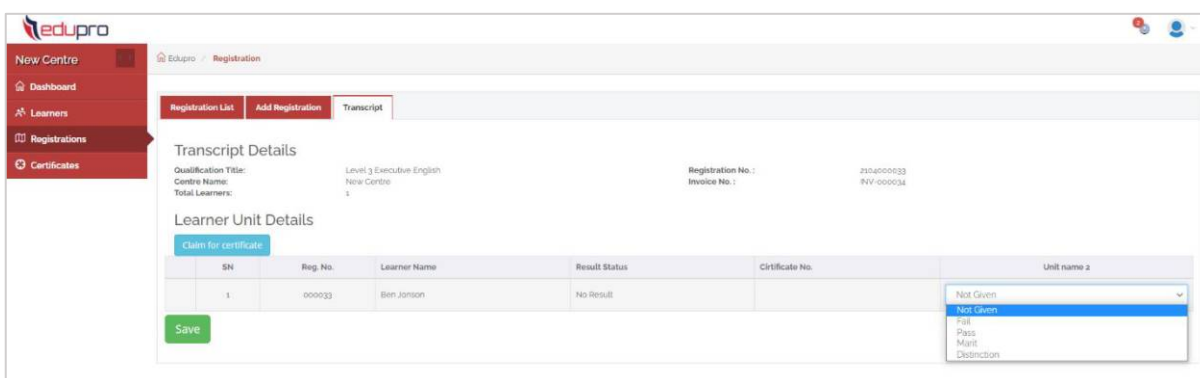 edupro
2
New Centre
Edupro / Registration
Dashboard
Learners
Registrations
Certificates
Registration List Add Registration Transcript
Transcript Details
Qualification Title: Level 3 Executive English Registration No. : 2104000033
Centre Name: New Centre Invoice No. : INV-000034
Total Learners: 1
Learner Unit Details
Claim for certificate
SN Reg. No. Learner Name Result Status Cirtificate No. Unit name 2
1 000033 Ben Jonson No Result Not Given
Not Given
Fail
Pass
Marit
Distinction
Save